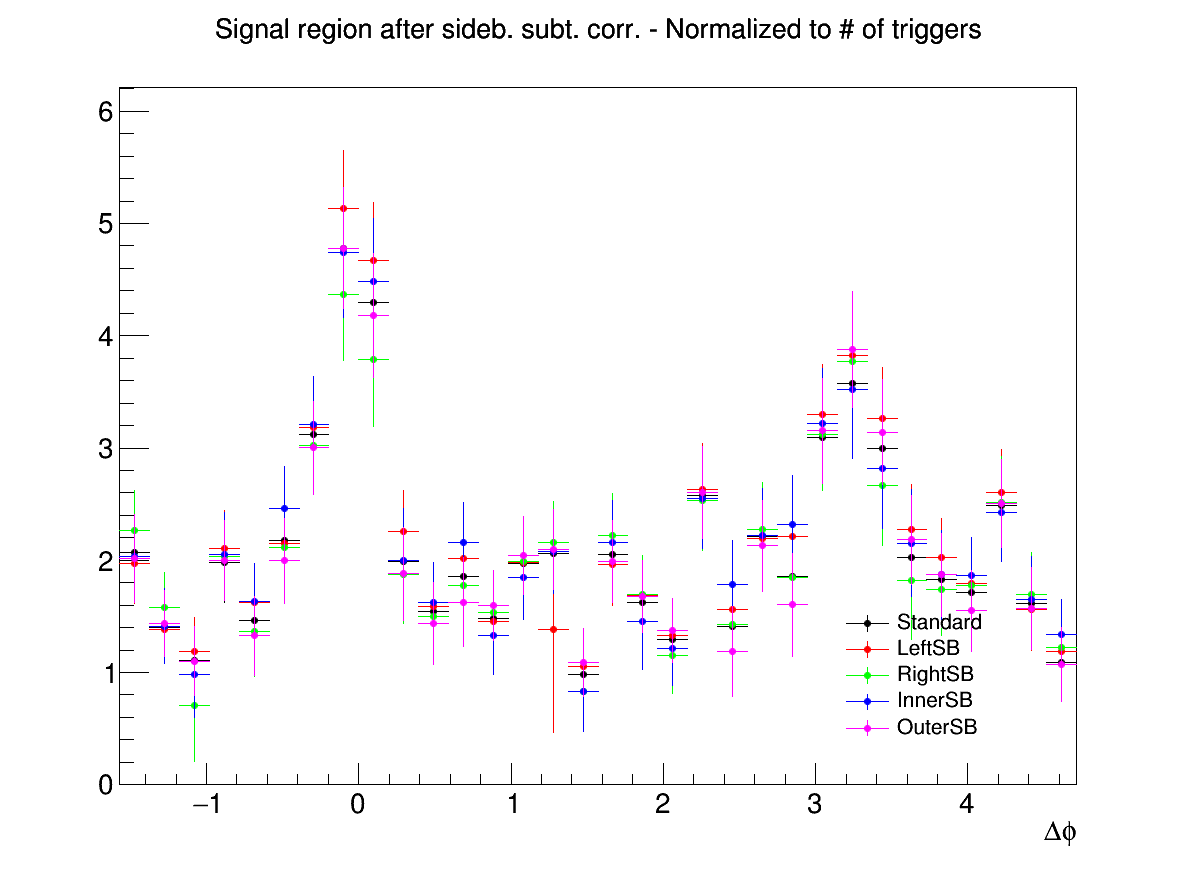 Signal region after sideb. subt. corr. - Normalized to # of triggers
6
5
4
3
2
1
0
Standard
LeftSB
RightSB
InnerSB
OuterSB
−1 0 1 2 3 4
Δϕ